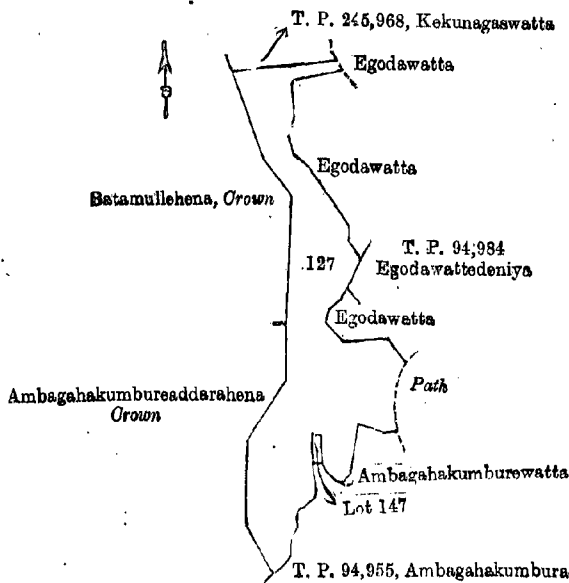 T. P. 245,968, Kekunagaswatta
Egodawatta
Egodawatta
Batamullehena, Crown
T. P. 94,984
127
Egodawattedeniya
Egodawatta
Path
Ambagahakumbureaddarahena
Crown
Ambagahakumburewatta
Lot 147
T. P. 94,955, Ambagahakumbura